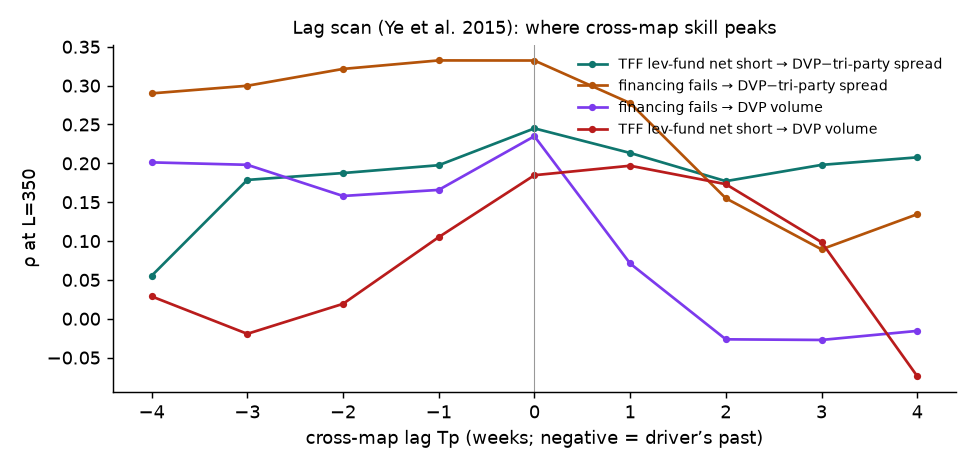 Lag scan (Ye et al. 2015): where cross-map skill peaks
0.35
0.30
0.25
0.20
0.15
0.10
0.05
0.00
−0.05
ρ at L=350
TFF lev-fund net short → DVP−tri-party spread
financing fails → DVP−tri-party spread
financing fails → DVP volume
TFF lev-fund net short → DVP volume
−4 −3 −2 −1 0 1 2 3 4
cross-map lag Tp (weeks; negative = driver’s past)